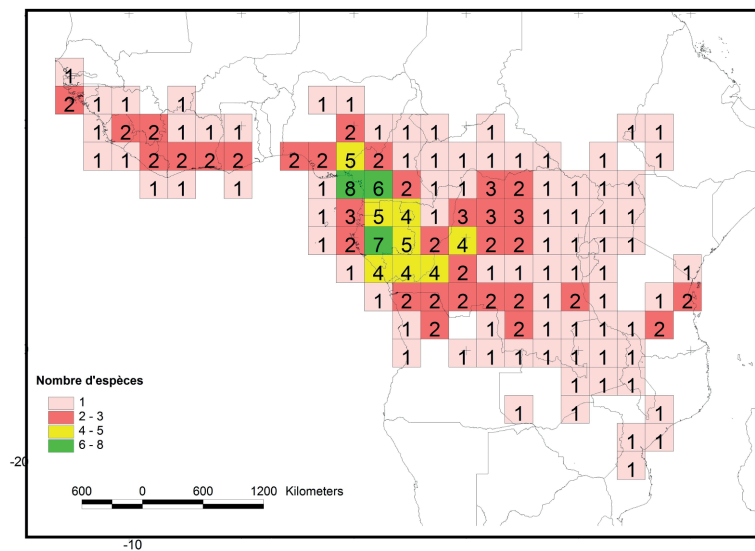 1
2 1 1 1 1 1
1 2 2 1 1 1 2 1 1 1 1 1 1
1 1 2 2 2 2 2 2 5 2 1 1 1 1 1 1 1 1
1 1 1 1 8 6 2 1 1 3 2 1 1 1 1
1 3 5 4 1 3 3 3 1 1 1 1
1 2 7 5 2 4 2 2 1 1 1 1
1 4 4 4 2 1 1 1 1 1 1
1 2 2 2 2 2 1 2 1 1 2
1 2 1 2 1 1 1 1 2
1 1 1 1 1 1 1 1
1 1 1
1 1 1
1 1
1
Nombre d'espèces
1
2 - 3
4 - 5
6 - 8
-20
600 0 600 1200 Kilometers
-10